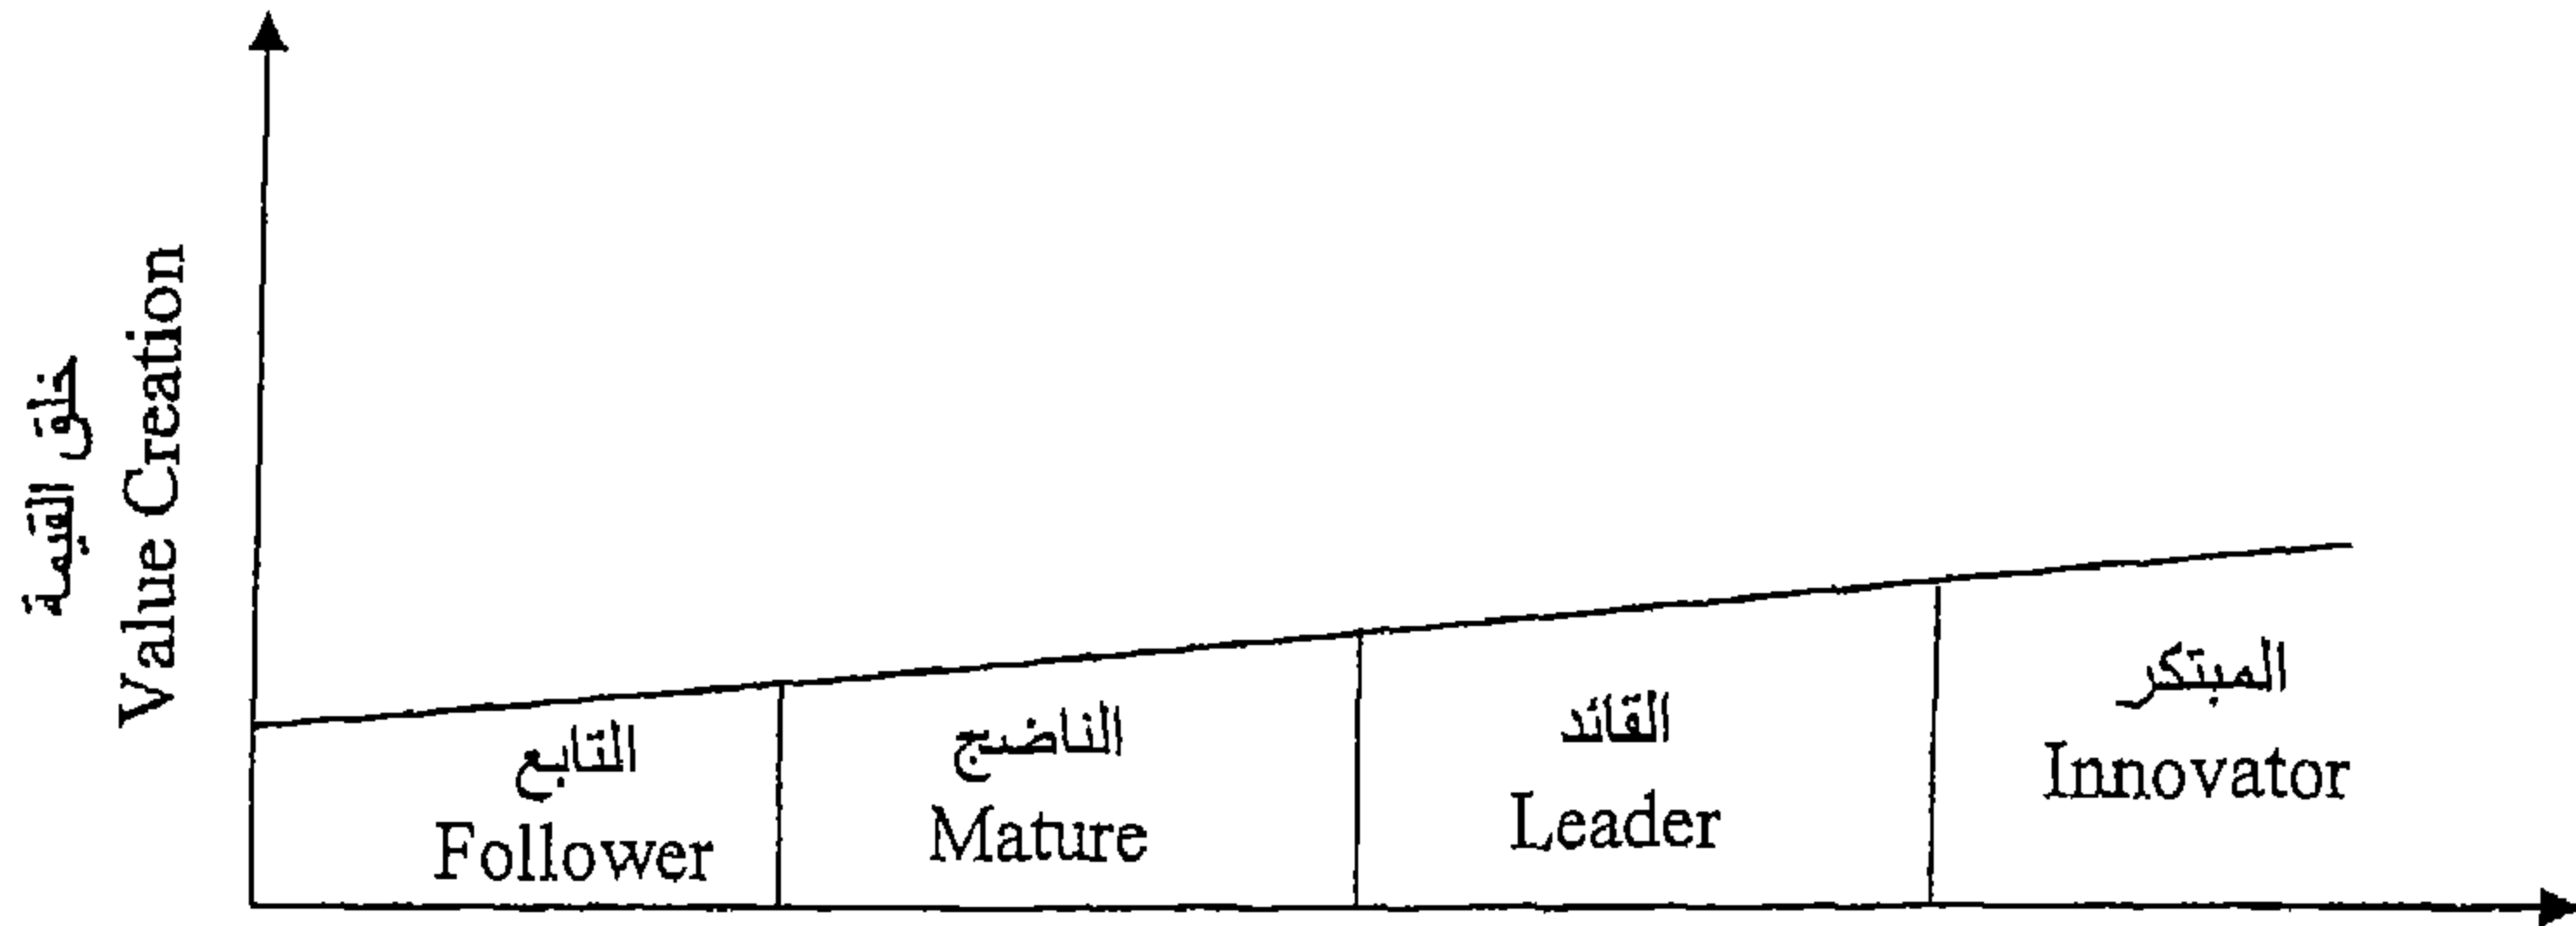 خلق القيمة
Value Creation
التابع
Follower
الناضج
Mature
القائد
Leader
المبتكر
Innovator